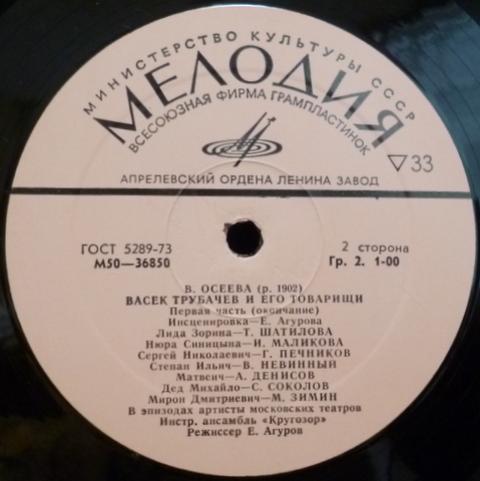 МИНИСТЕРСТВО КУЛЬТУРЫ СССР
МЕЛОДИЯ
ВСЕСОЮЗНАЯ ФИРМА ГРАМПЛАСТИНОК
▽33
АПРЕЛЕВСКИЙ ОРДЕНА ЛЕНИНА ЗАВОД
ГОСТ 5289-73
М50—36850
2 сторона
Гр. 2. 1-00
В. ОСЕЕВА (р. 1902)
ВАСЕК ТРУБАЧЕВ И ЕГО ТОВАРИЩИ
Первая часть (окончание)
Инсценировка—Е. Агурова
Лида Зорина—Т. ШАТИЛОВА
Нюра Синицына—И. МАЛИКОВА
Сергей Николаевич—Г. ПЕЧНИКОВ
Степан Ильич—В. НЕВИННЫЙ
Матвеич—А. ДЕНИСОВ
Дед Михайло—С. СОКОЛОВ
Мирон Дмитриевич—М. ЗИМИН
В эпизодах артисты московских театров
Инстр. ансамбль «Кругозор»
Режиссер Е. Агуров